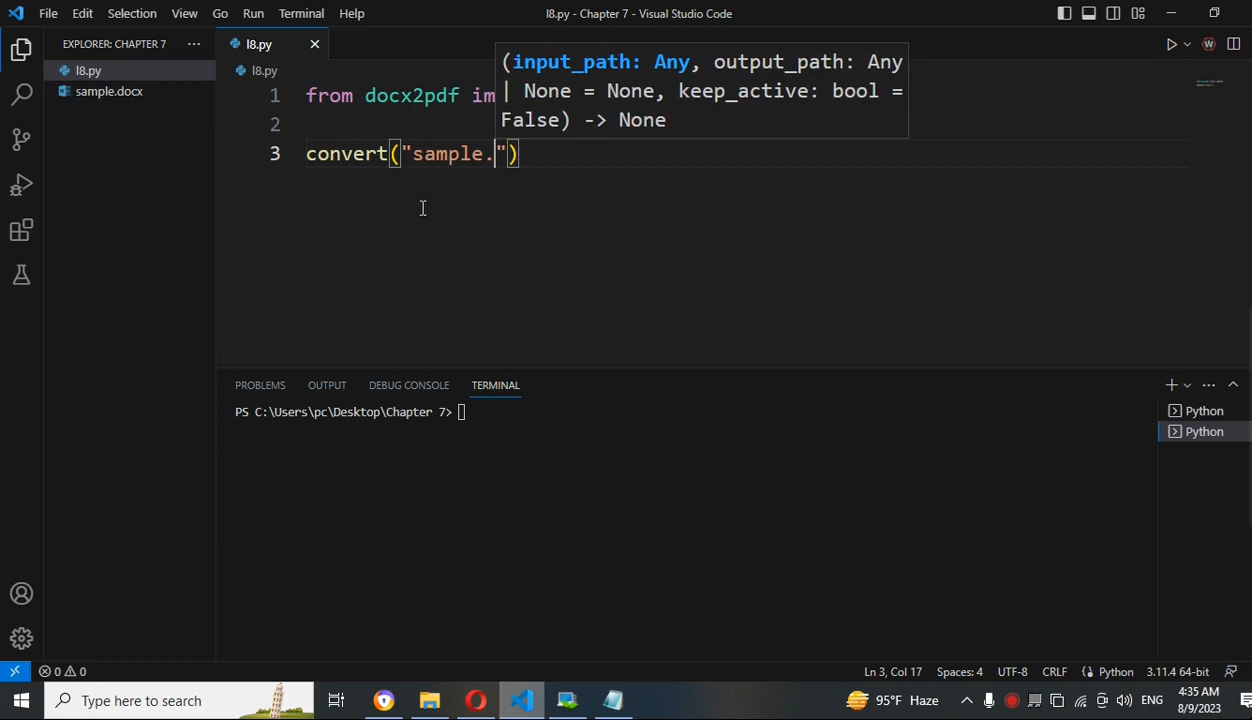 File Edit Selection View Go Run Terminal Help
l8.py - Chapter 7 - Visual Studio Code
EXPLORER: CHAPTER 7 ...
l8.py
sample.docx
l8.py
l8.py
(input_path: Any, output_path: Any
| None = None, keep_active: bool =
False) -> None
1 from docx2pdf im
2
3 convert("sample.")
PROBLEMS OUTPUT DEBUG CONSOLE TERMINAL
PS C:\Users\pc\Desktop\Chapter 7>
Python
Python
0 0
Ln 3, Col 17 Spaces: 4 UTF-8 CRLF Python 3.11.4 64-bit
Type here to search
95°F Haze
ENG
4:35 AM
8/9/2023